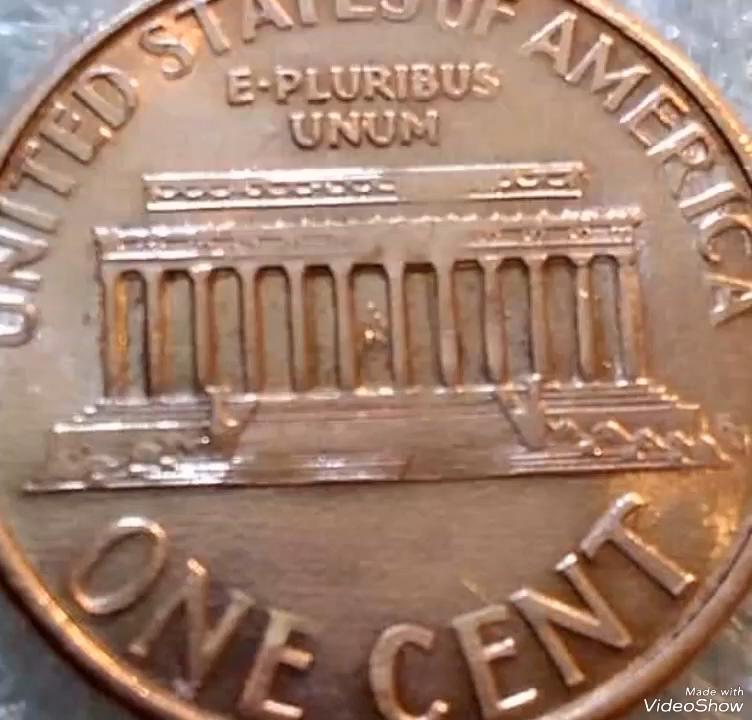 UNITED STATES OF AMERICA
E·PLURIBUS
UNUM
ONE CENT
Made with
VideoShow